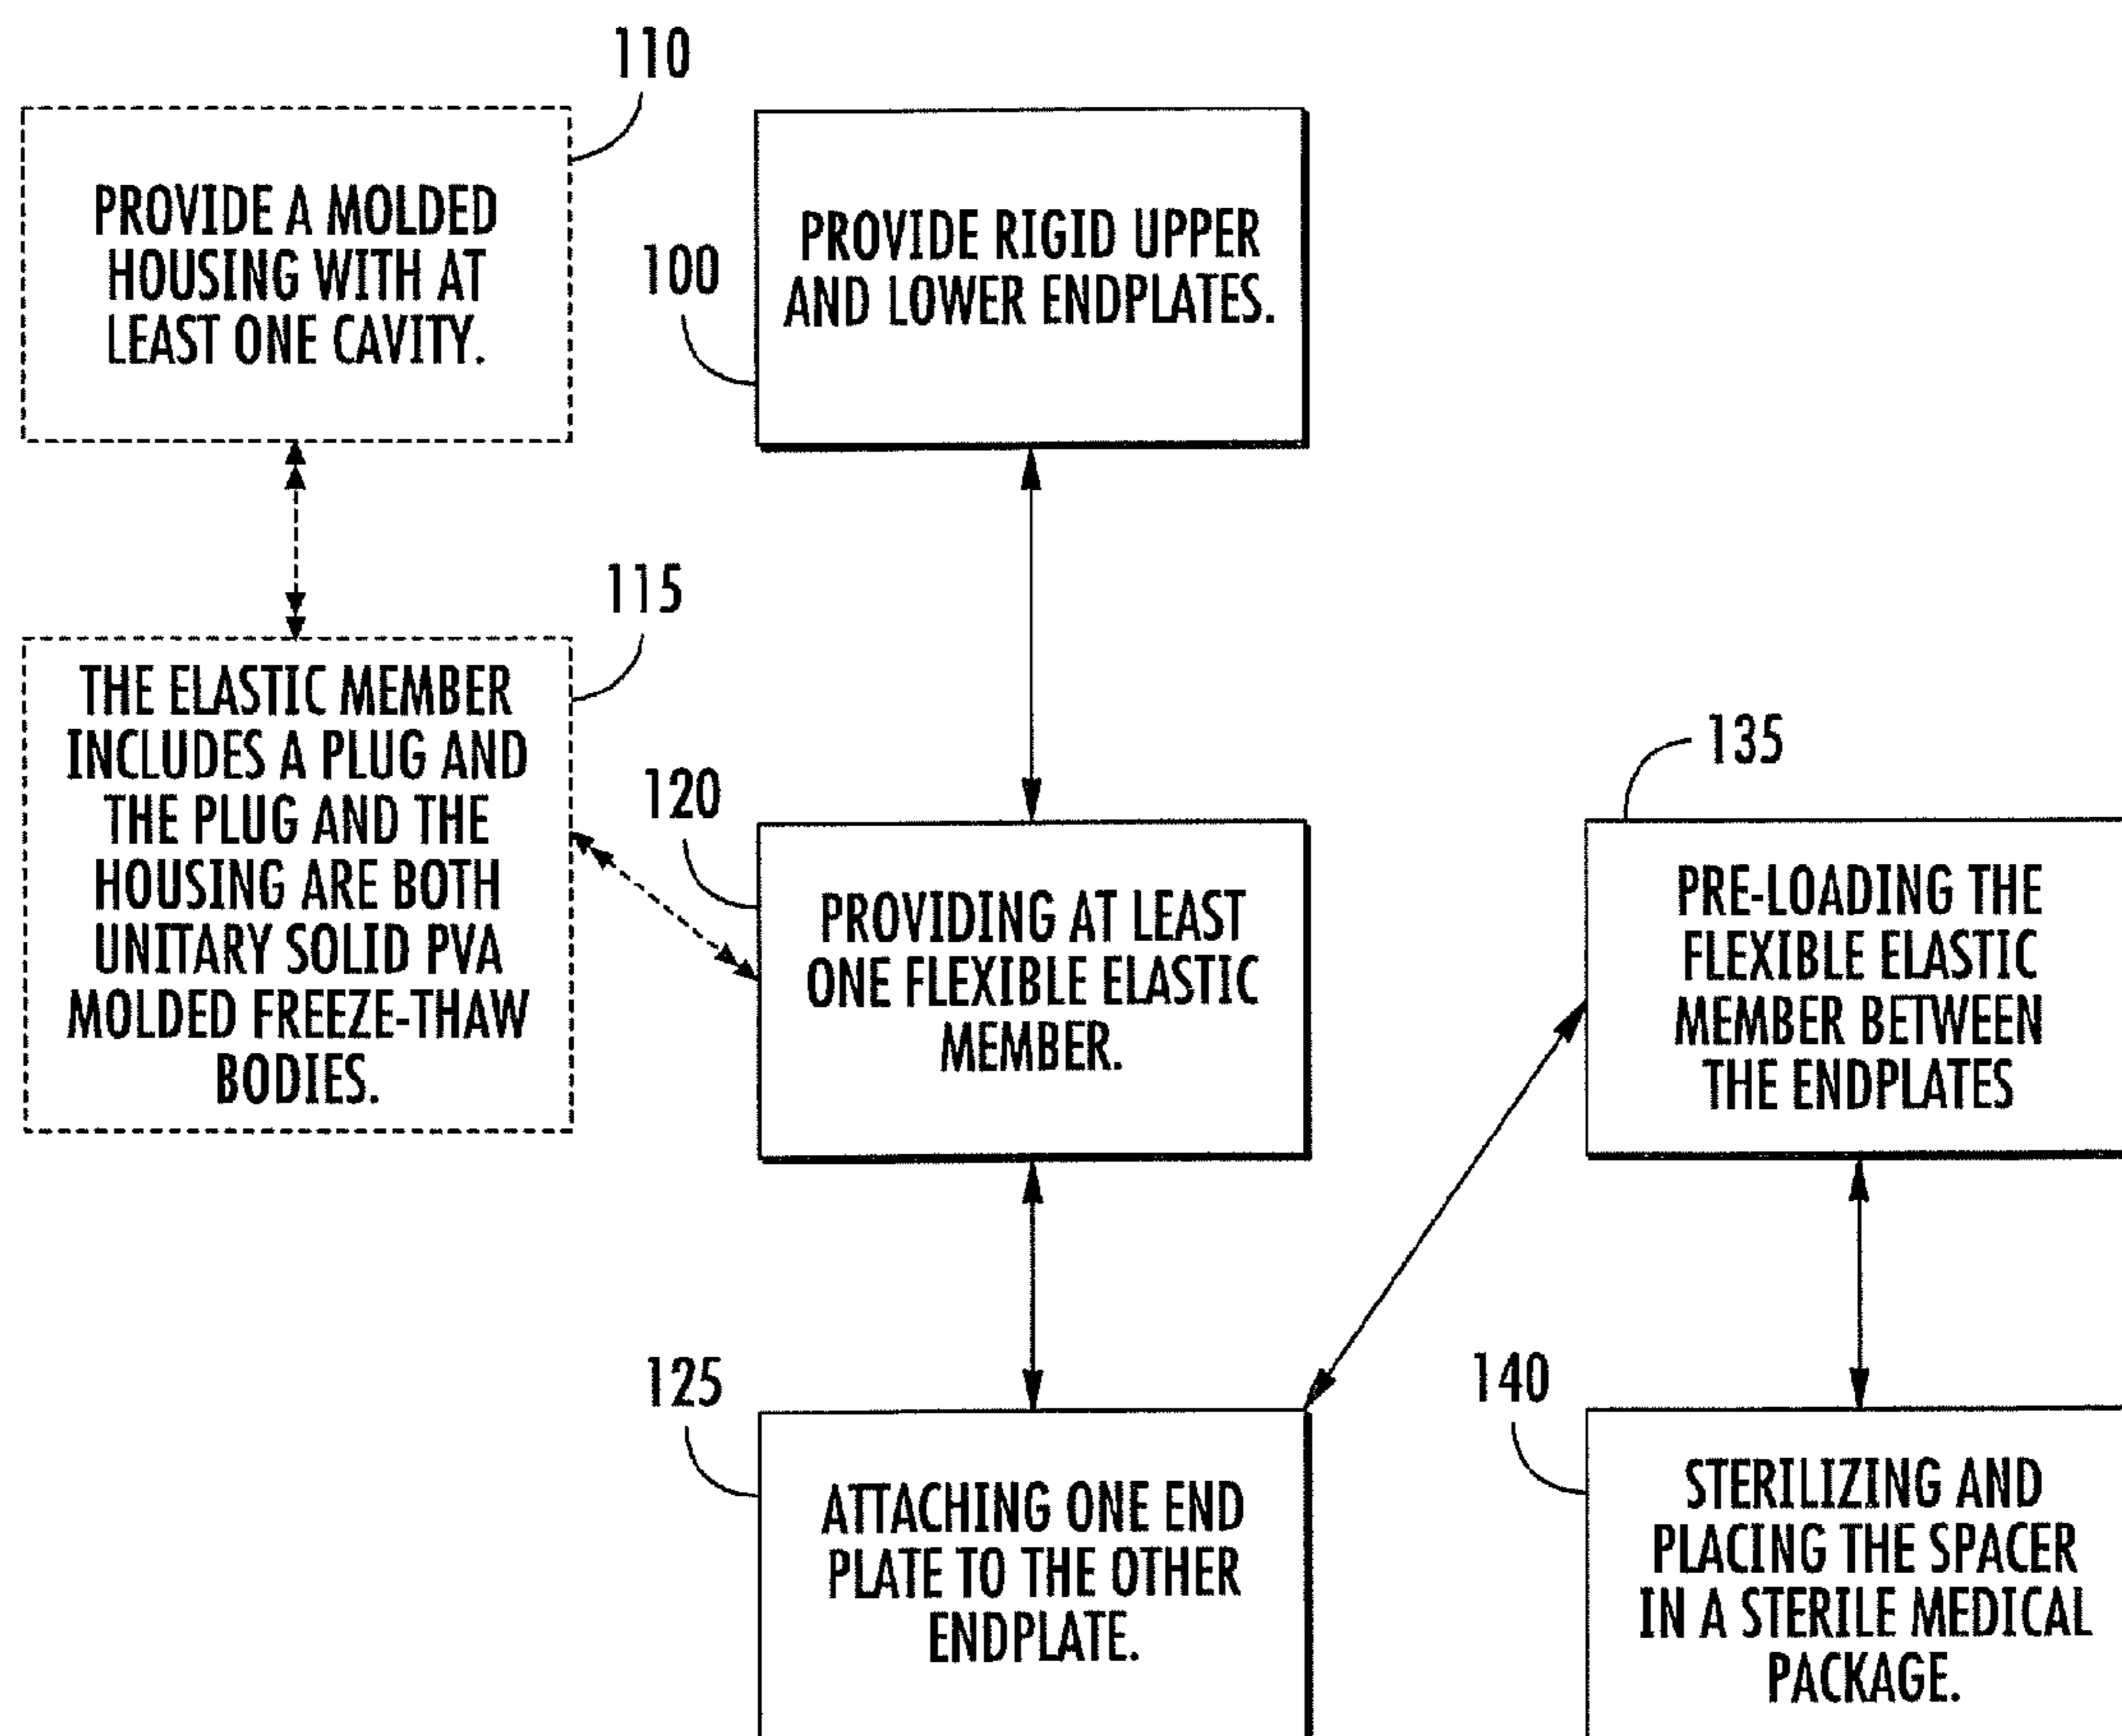 110
PROVIDE A MOLDED
HOUSING WITH AT
LEAST ONE CAVITY.
100
PROVIDE RIGID UPPER
AND LOWER ENDPLATES.
115
THE ELASTIC MEMBER
INCLUDES A PLUG AND
THE PLUG AND THE
HOUSING ARE BOTH
UNITARY SOLID PVA
MOLDED FREEZE-THAW
BODIES.
120
PROVIDING AT LEAST
ONE FLEXIBLE ELASTIC
MEMBER.
135
PRE-LOADING THE
FLEXIBLE ELASTIC
MEMBER BETWEEN
THE ENDPLATES
125
ATTACHING ONE END
PLATE TO THE OTHER
ENDPLATE.
140
STERILIZING AND
PLACING THE SPACER
IN A STERILE MEDICAL
PACKAGE.